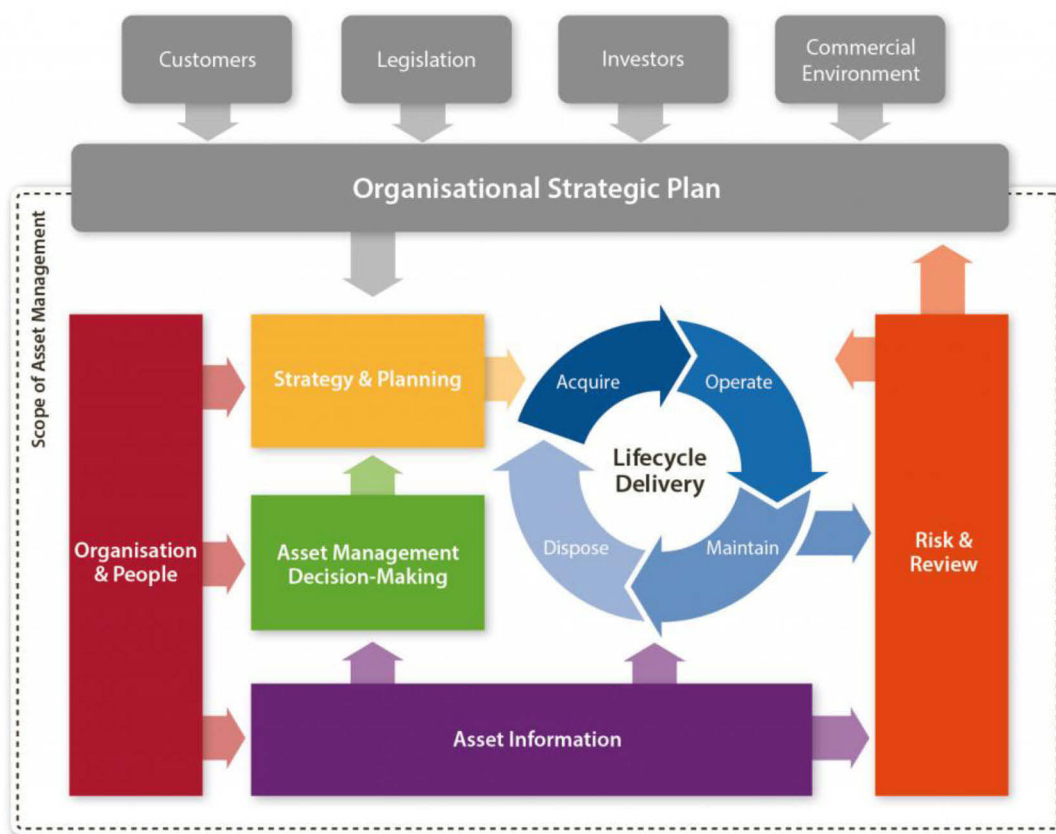 Customers
Legislation
Investors
Commercial
Environment
Organisational Strategic Plan
Scope of Asset Management
Organisation
& People
Strategy & Planning
Asset Management
Decision-Making
Acquire
Operate
Lifecycle
Delivery
Dispose
Maintain
Risk &
Review
Asset Information